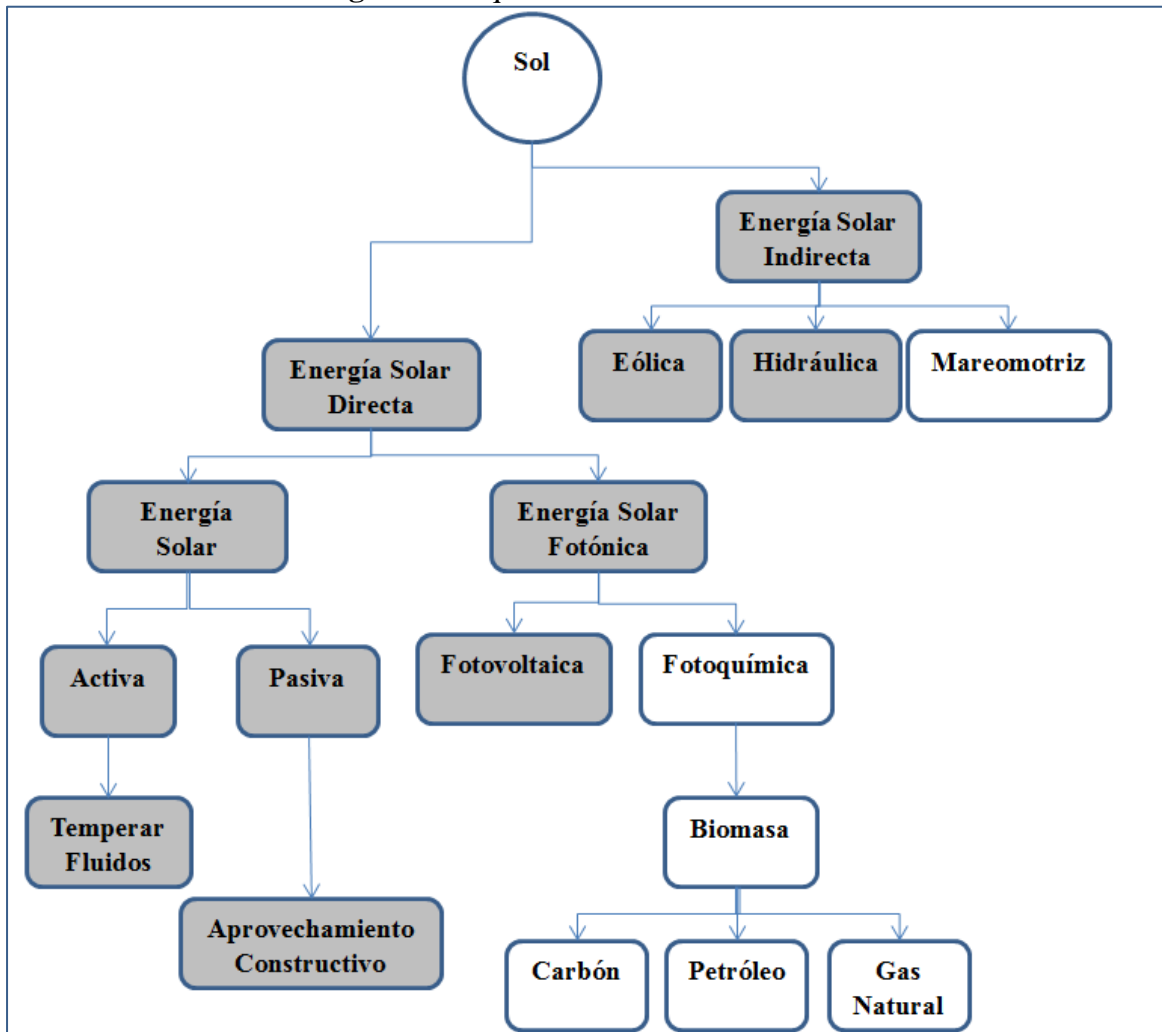 Sol
Energía Solar
Indirecta
Eólica
Hidráulica
Mareomotriz
Energía Solar
Directa
Energía
Solar
Energía Solar
Fotónica
Activa
Pasiva
Fotovoltaica
Fotoquímica
Temperar
Fluidos
Biomasa
Aprovechamiento
Constructivo
Carbón
Petróleo
Gas
Natural